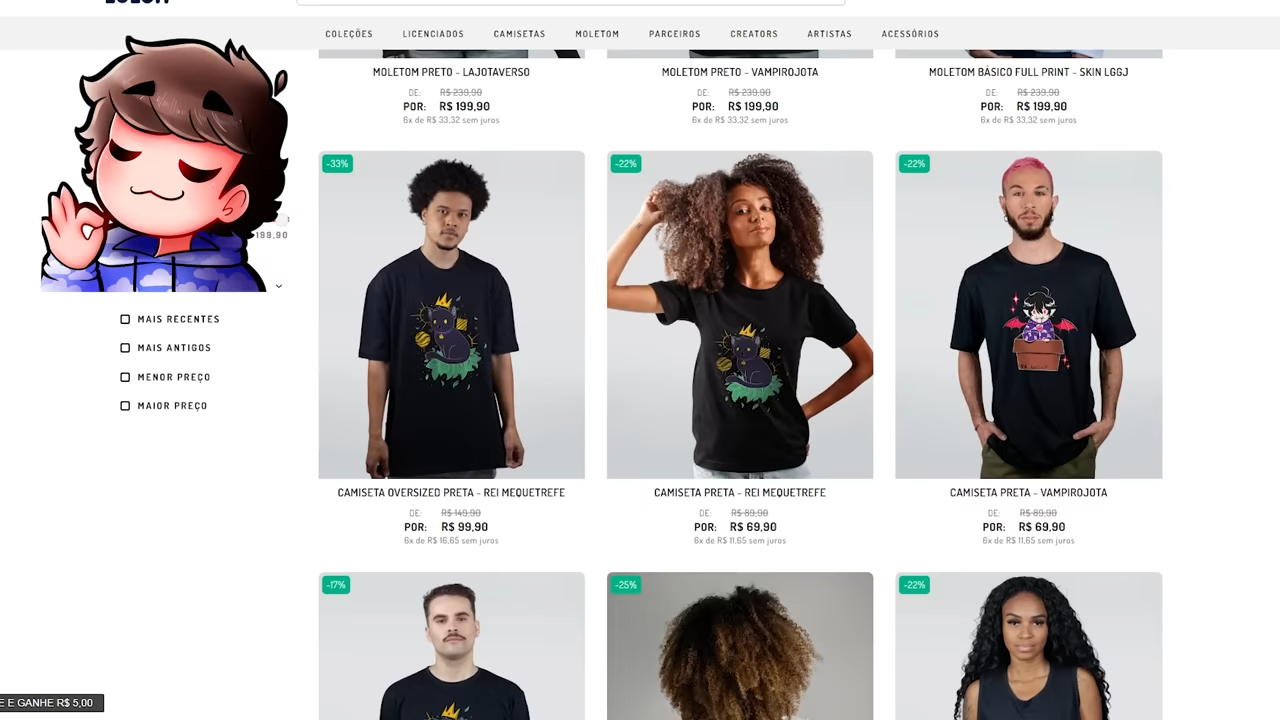 COLEÇÕES LICENCIADOS CAMISETAS MOLETOM PARCEIROS CREATORS ARTISTAS ACESSÓRIOS
MOLETOM PRETO - LAJOTAVERSO
DE: R$ 239,90
POR: R$ 199,90
6x de R$ 33,32 sem juros
MOLETOM PRETO - VAMPIROJOTA
DE: R$ 239,90
POR: R$ 199,90
6x de R$ 33,32 sem juros
MOLETOM BÁSICO FULL PRINT - SKIN LGGJ
DE: R$ 239,90
POR: R$ 199,90
6x de R$ 33,32 sem juros
199,90
MAIS RECENTES
MAIS ANTIGOS
MENOR PREÇO
MAIOR PREÇO
-33%
CAMISETA OVERSIZED PRETA - REI MEQUETREFE
DE: R$ 149,90
POR: R$ 99,90
6x de R$ 16,65 sem juros
-22%
CAMISETA PRETA - REI MEQUETREFE
DE: R$ 89,90
POR: R$ 69,90
6x de R$ 11,65 sem juros
-22%
CAMISETA PRETA - VAMPIROJOTA
DE: R$ 89,90
POR: R$ 69,90
6x de R$ 11,65 sem juros
-17%
-25%
-22%
E E GANHE R$ 5,00